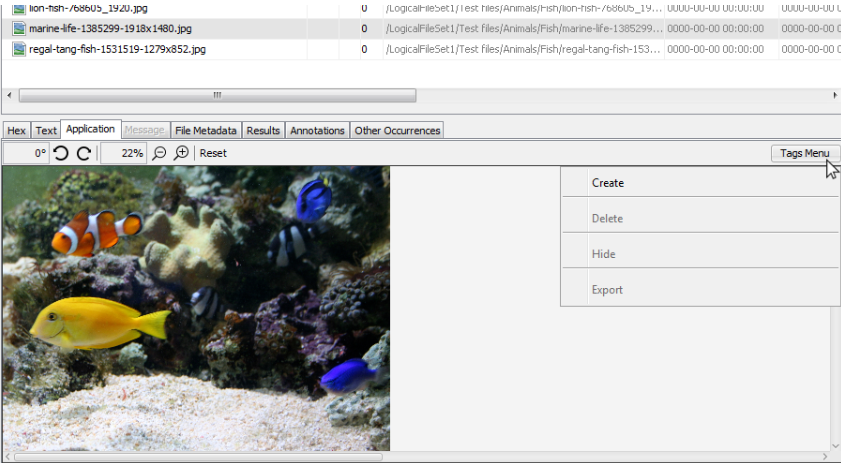 lion-fish-768605_1920.jpg 0 /LogicalFileSet1/Test files/Animals/Fish/lion-fish-768605_19... 0000-00-00 00:00:00 0000-00-00 0
marine-life-1385299-1918x1480.jpg 0 /LogicalFileSet1/Test files/Animals/Fish/marine-life-1385299... 0000-00-00 00:00:00 0000-00-00 0
regal-tang-fish-1531519-1279x852.jpg 0 /LogicalFileSet1/Test files/Animals/Fish/regal-tang-fish-153... 0000-00-00 00:00:00 0000-00-00 0
Hex Text Application Message File Metadata Results Annotations Other Occurrences
0° 22% Reset Tags Menu
Create
Delete
Hide
Export